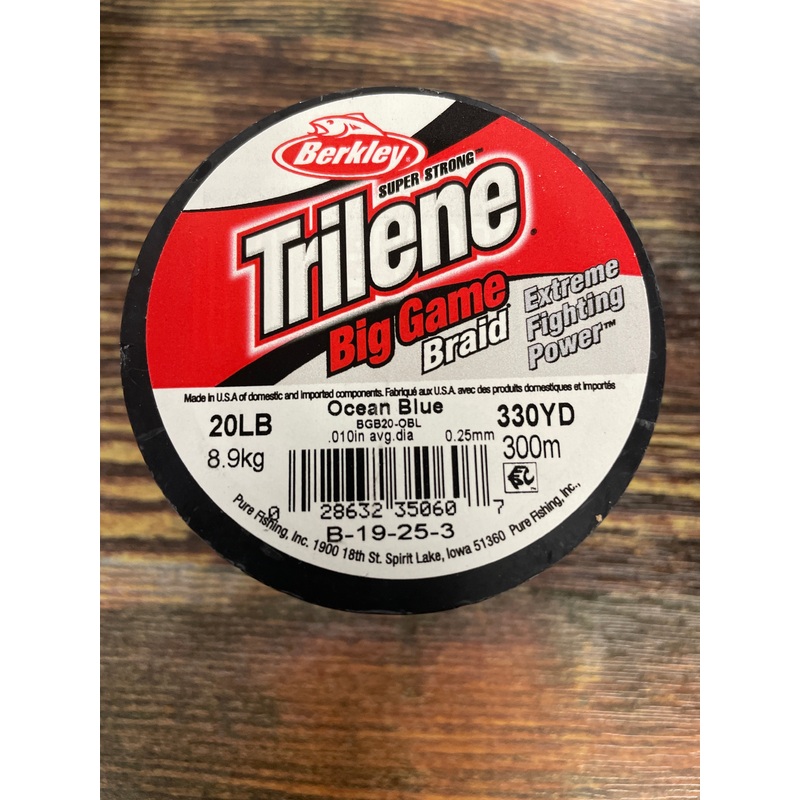 Berkley®
SUPER STRONG™
Trilene®
Big Game
Braid
Extreme
Fighting
Power™
Made in U.S.A of domestic and imported components. Fabriqué aux U.S.A. avec des produits domestiques et importés
20LB
8.9kg
Ocean Blue
BGB20-OBL
.010in avg.dia 0.25mm
330YD
300m
0 28632 35060 7
B-19-25-3
Pure Fishing, Inc. 1900 18th St. Spirit Lake, Iowa 51360 Pure Fishing, Inc.,